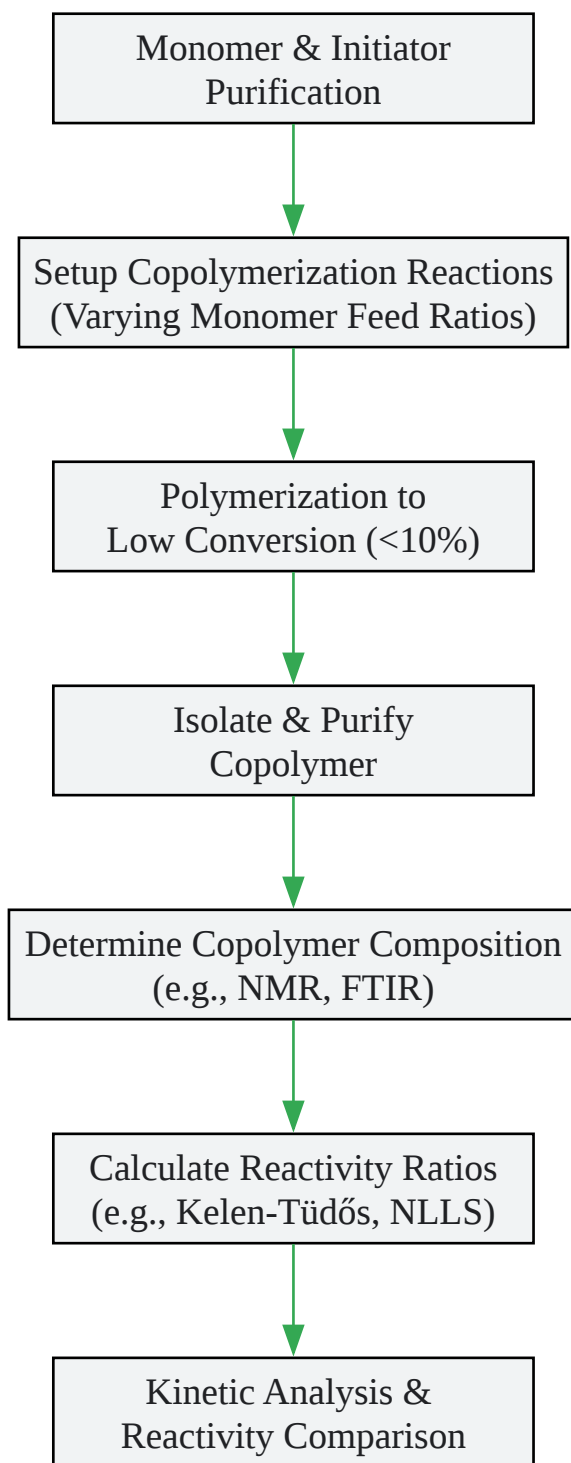 Monomer & Initiator
Purification
Setup Copolymerization Reactions
(Varying Monomer Feed Ratios)
Polymerization to
Low Conversion (<10%)
Isolate & Purify
Copolymer
Determine Copolymer Composition
(e.g., NMR, FTIR)
Calculate Reactivity Ratios
(e.g., Kelen-Tüdős, NLLS)
Kinetic Analysis &
Reactivity Comparison